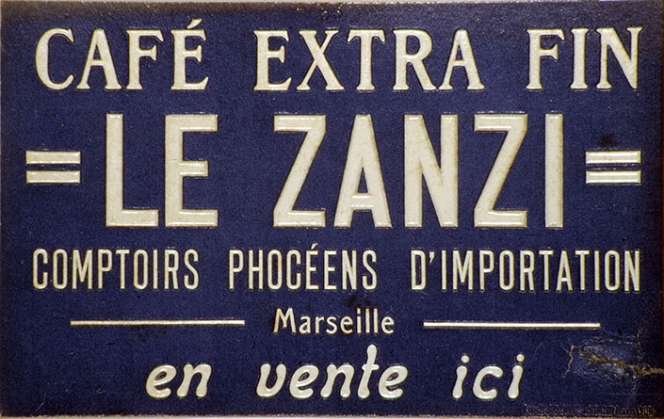 CAFÉ EXTRA FIN
= LE ZANZI =
COMPTOIRS PHOCÉENS D'IMPORTATION
Marseille
en vente ici